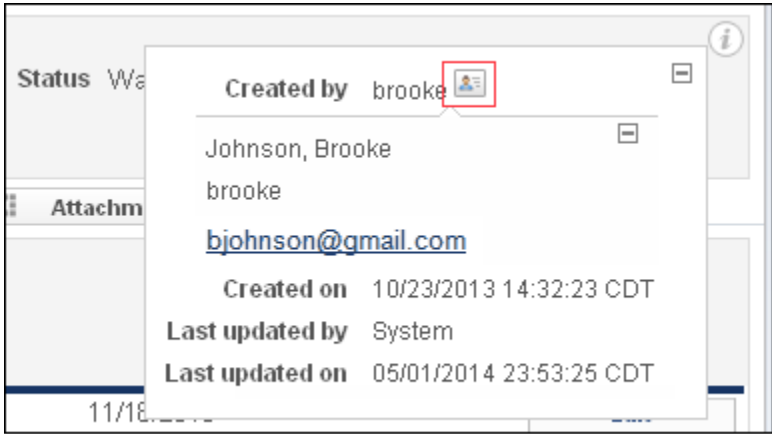 Status
Created by brooke
Johnson, Brooke
brooke
Attachm
bjohnson@gmail.com
Created on 10/23/2013 14:32:23 CDT
Last updated by System
Last updated on 05/01/2014 23:53:25 CDT